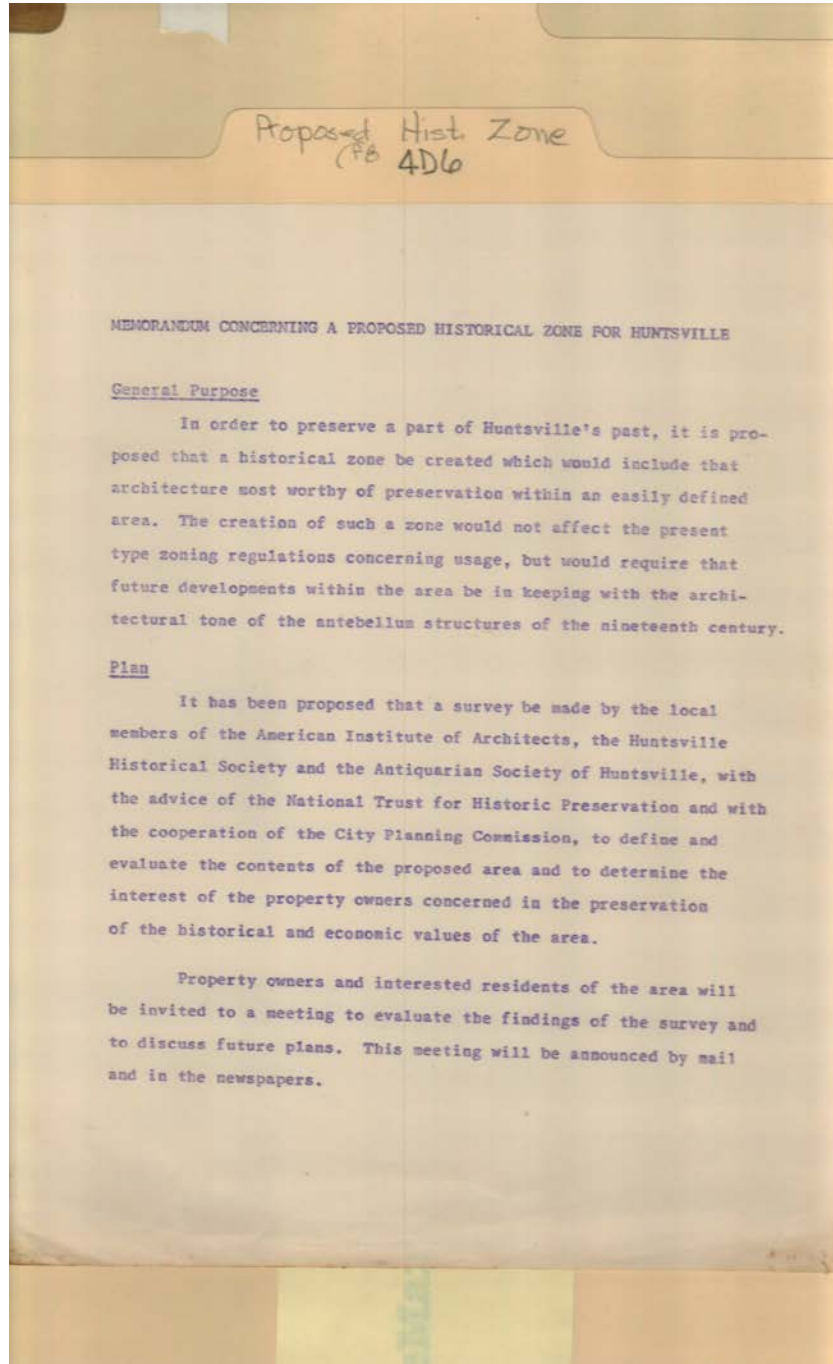 Proposed Hist. Zone
4D6
MEMORANDUM CONCERNING A PROPOSED HISTORICAL ZONE FOR HUNTSVILLE
General Purpose
In order to preserve a part of Huntsville's past, it is pro-
posed that a historical zone be created which would include that
architecture most worthy of preservation within an easily defined
area. The creation of such a zone would not affect the present
type zoning regulations concerning usage, but would require that
future developments within the area be in keeping with the archi-
tectural tone of the antebellum structures of the nineteenth century.
Plan
It has been proposed that a survey be made by the local
members of the American Institute of Architects, the Huntsville
Historical Society and the Antiquarian Society of Huntsville, with
the advice of the National Trust for Historic Preservation and with
the cooperation of the City Planning Commission, to define and
evaluate the contents of the proposed area and to determine the
interest of the property owners concerned in the preservation
of the historical and economic values of the area.
Property owners and interested residents of the area will
be invited to a meeting to evaluate the findings of the survey and
to discuss future plans. This meeting will be announced by mail
and in the newspapers.